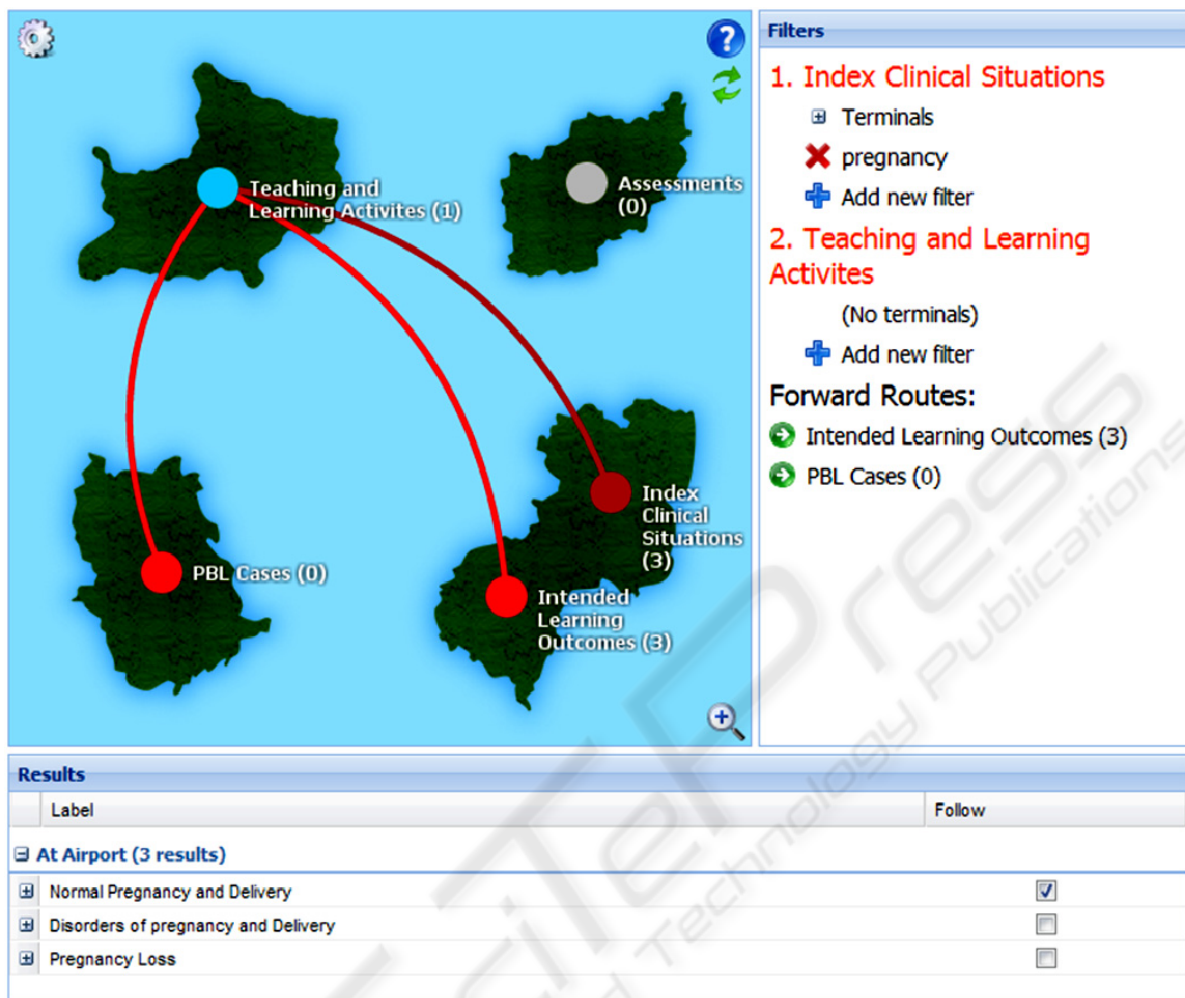 Teaching and
Learning Activites (1)
Assessments
(0)
PBL Cases (0)
Index
Clinical
Situations
(3)
Intended
Learning
Outcomes (3)
Filters
1. Index Clinical Situations
Terminals
pregnancy
Add new filter
2. Teaching and Learning
Activites
(No terminals)
Add new filter
Forward Routes:
Intended Learning Outcomes (3)
PBL Cases (0)
Results
Label Follow
At Airport (3 results)
Normal Pregnancy and Delivery
Disorders of pregnancy and Delivery
Pregnancy Loss
SciTePress
Technology Publications